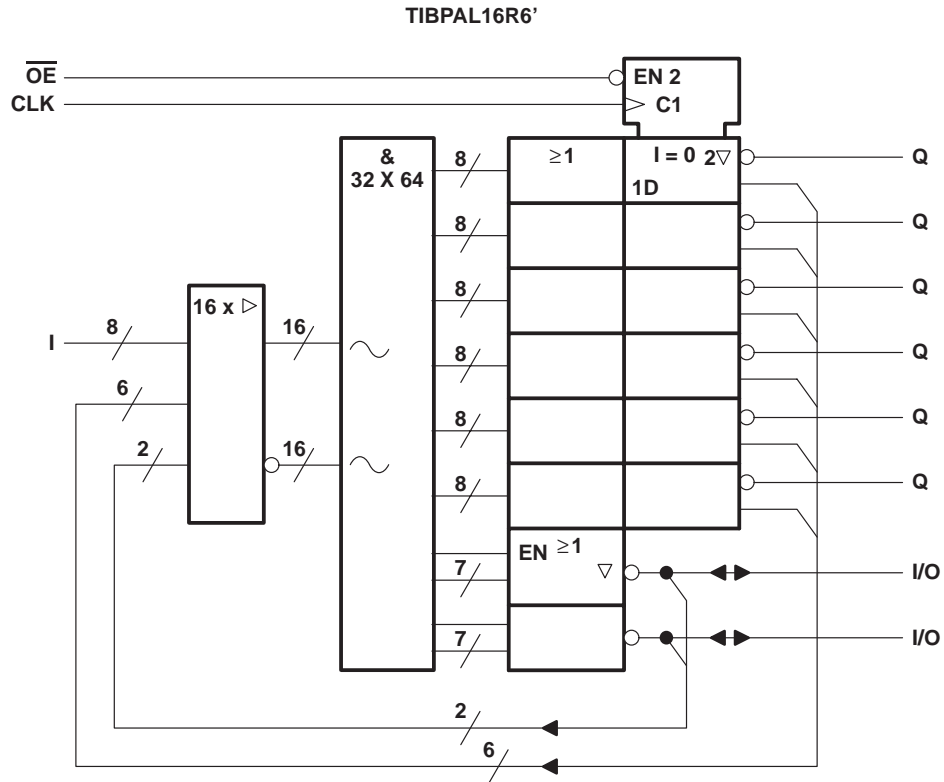 TIBPAL16R6’
OE
EN 2
CLK
C1
&
32 X 64
8
≥1
I = 0 2▽
Q
1D
8
Q
8
Q
16 x ▷
I
8
16
8
Q
6
8
Q
2
16
8
Q
EN ≥1
▽
7
I/O
7
I/O
2
6